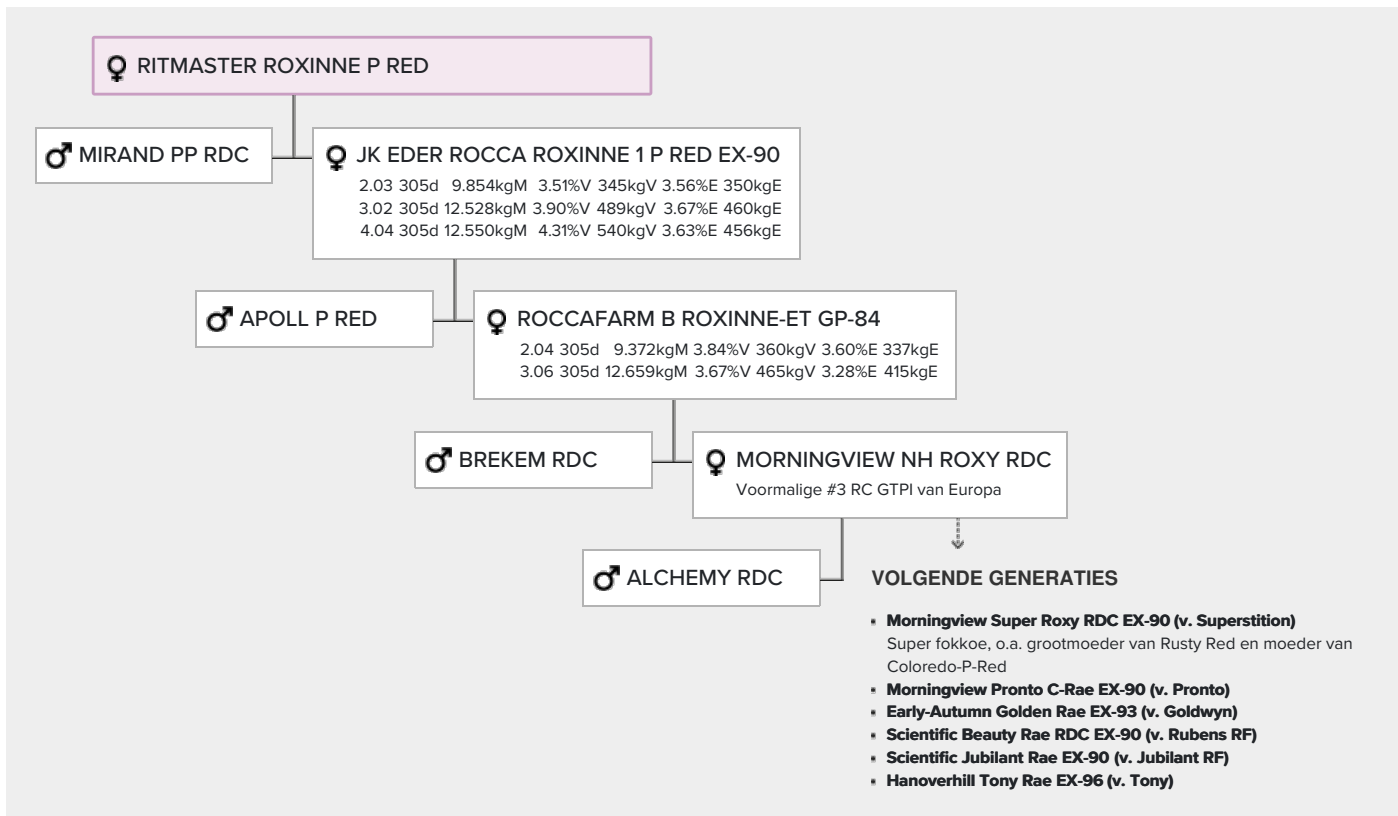 RITMASTER ROXINNE P RED
MIRAND PP RDC
JK EDER ROCCA ROXINNE 1 P RED EX-90
2.03 305d 9.854kgM 3.51%V 345kgV 3.56%E 350kgE
3.02 305d 12.528kgM 3.90%V 489kgV 3.67%E 460kgE
4.04 305d 12.550kgM 4.31%V 540kgV 3.63%E 456kgE
APOLL P RED
ROCCAFARM B ROXINNE-ET GP-84
2.04 305d 9.372kgM 3.84%V 360kgV 3.60%E 337kgE
3.06 305d 12.659kgM 3.67%V 465kgV 3.28%E 415kgE
BREKEM RDC
MORNINGVIEW NH ROXY RDC
Voormalige #3 RC GTPI van Europa
ALCHEMY RDC
VOLGENDE GENERATIES
▪ Morningview Super Roxy RDC EX-90 (v. Superstition)
Super fokkoe, o.a. grootmoeder van Rusty Red en moeder van
Coloredo-P-Red
▪ Morningview Pronto C-Rae EX-90 (v. Pronto)
▪ Early-Autumn Golden Rae EX-93 (v. Goldwyn)
▪ Scientific Beauty Rae RDC EX-90 (v. Rubens RF)
▪ Scientific Jubilant Rae EX-90 (v. Jubilant RF)
▪ Hanoverhill Tony Rae EX-96 (v. Tony)